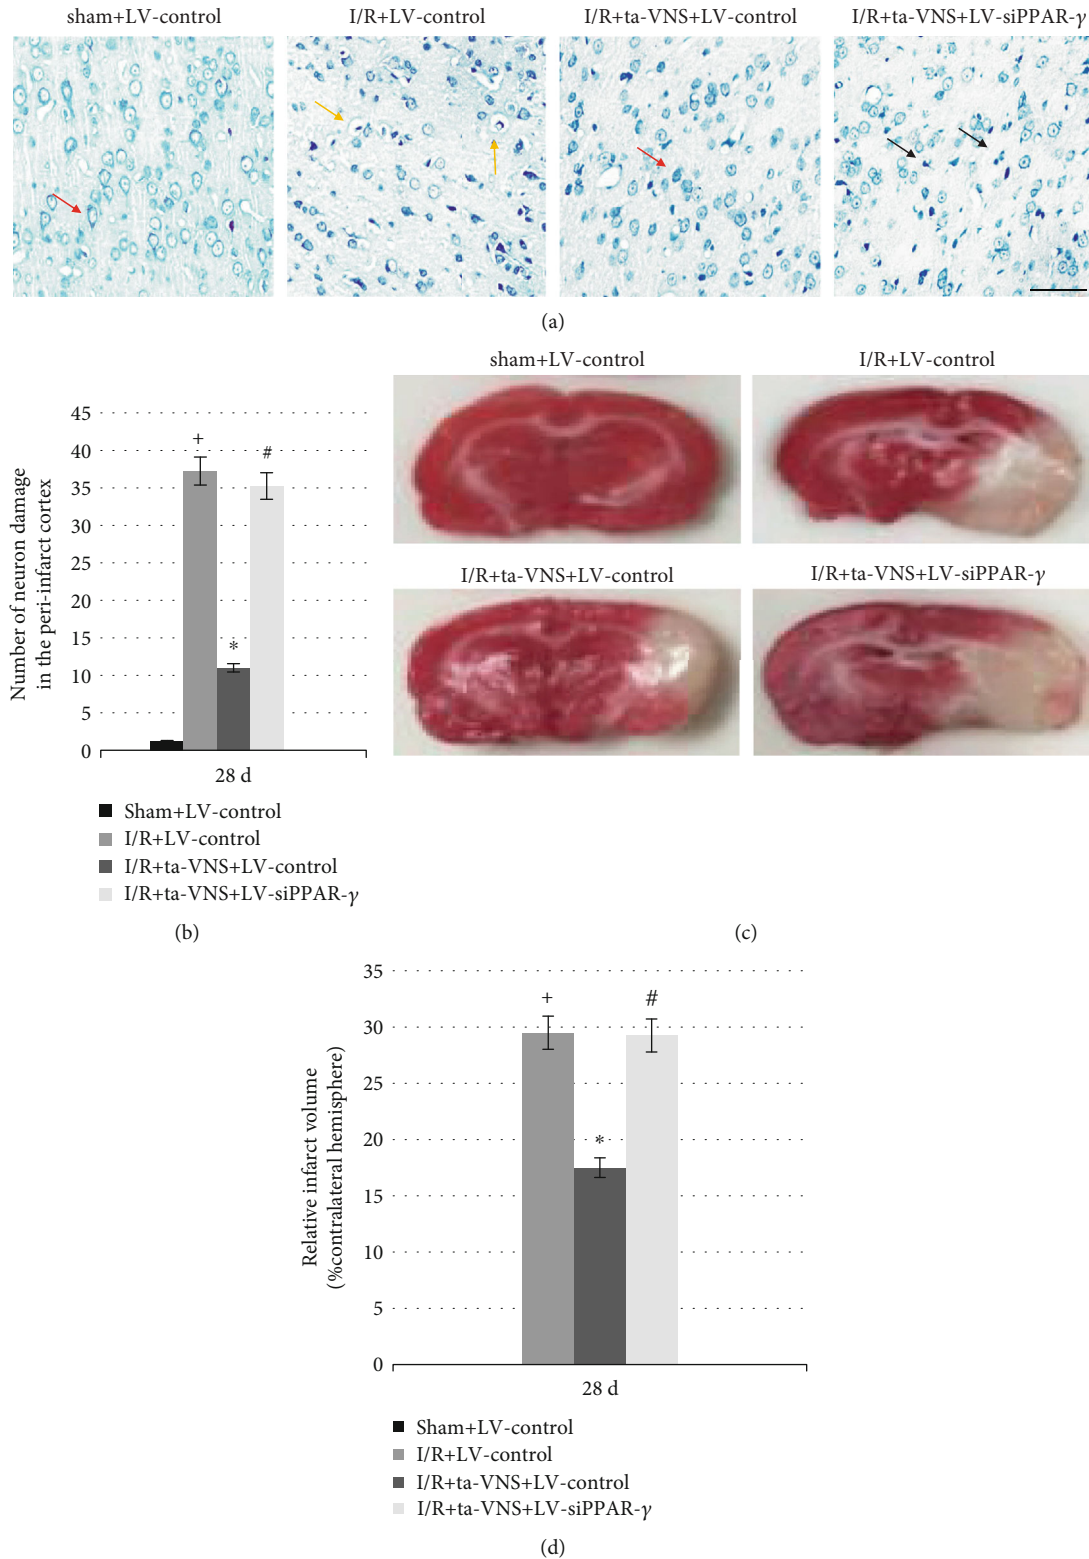 sham+LV-control
I/R+LV-control
I/R+ta-VNS+LV-control
I/R+ta-VNS+LV-siPPAR-γ
(a)
Number of neuron damage
in the peri-infarct cortex
45
40
35
30
25
20
15
10
5
0
+
*
#
28 d
Sham+LV-control
I/R+LV-control
I/R+ta-VNS+LV-control
I/R+ta-VNS+LV-siPPAR-γ
(b)
sham+LV-control
I/R+LV-control
I/R+ta-VNS+LV-control
I/R+ta-VNS+LV-siPPAR-γ
(c)
Relative infarct volume
(%contralateral hemisphere)
35
30
25
20
15
10
5
0
+
*
#
28 d
Sham+LV-control
I/R+LV-control
I/R+ta-VNS+LV-control
I/R+ta-VNS+LV-siPPAR-γ
(d)